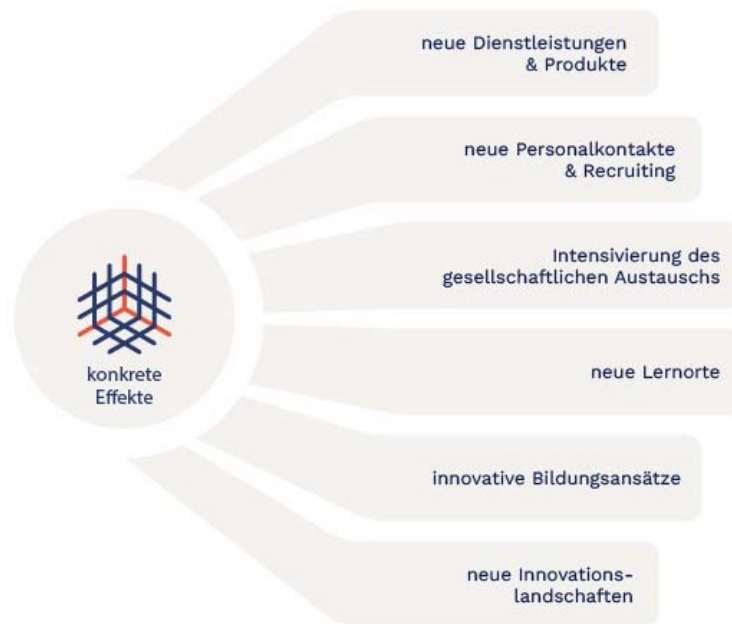 neue Dienstleistungen
& Produkte
neue Personalkontakte
& Recruiting
Intensivierung des
gesellschaftlichen Austauschs
konkrete
Effekte
neue Lernorte
innovative Bildungsansätze
neue Innovations-
landschaften